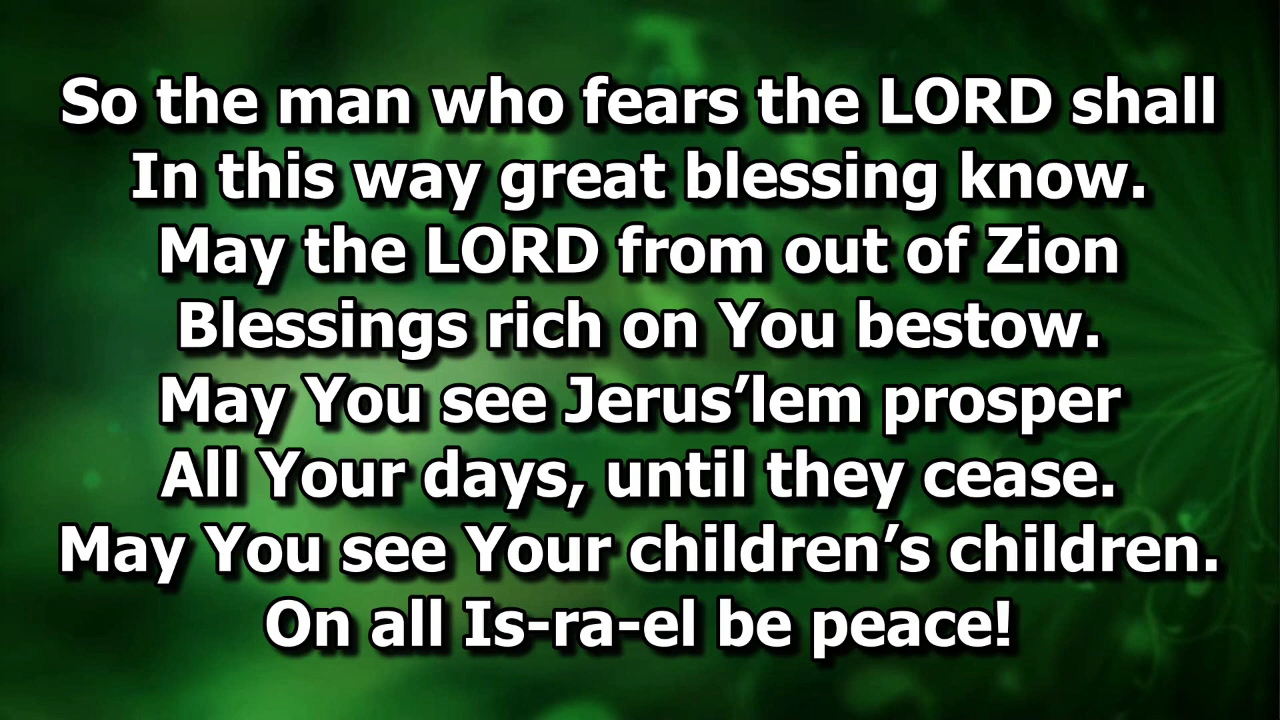 So the man who fears the LORD shall
In this way great blessing know.
May the LORD from out of Zion
Blessings rich on You bestow.
May You see Jerus’lem prosper
All Your days, until they cease.
May You see Your children’s children.
On all Is-ra-el be peace!